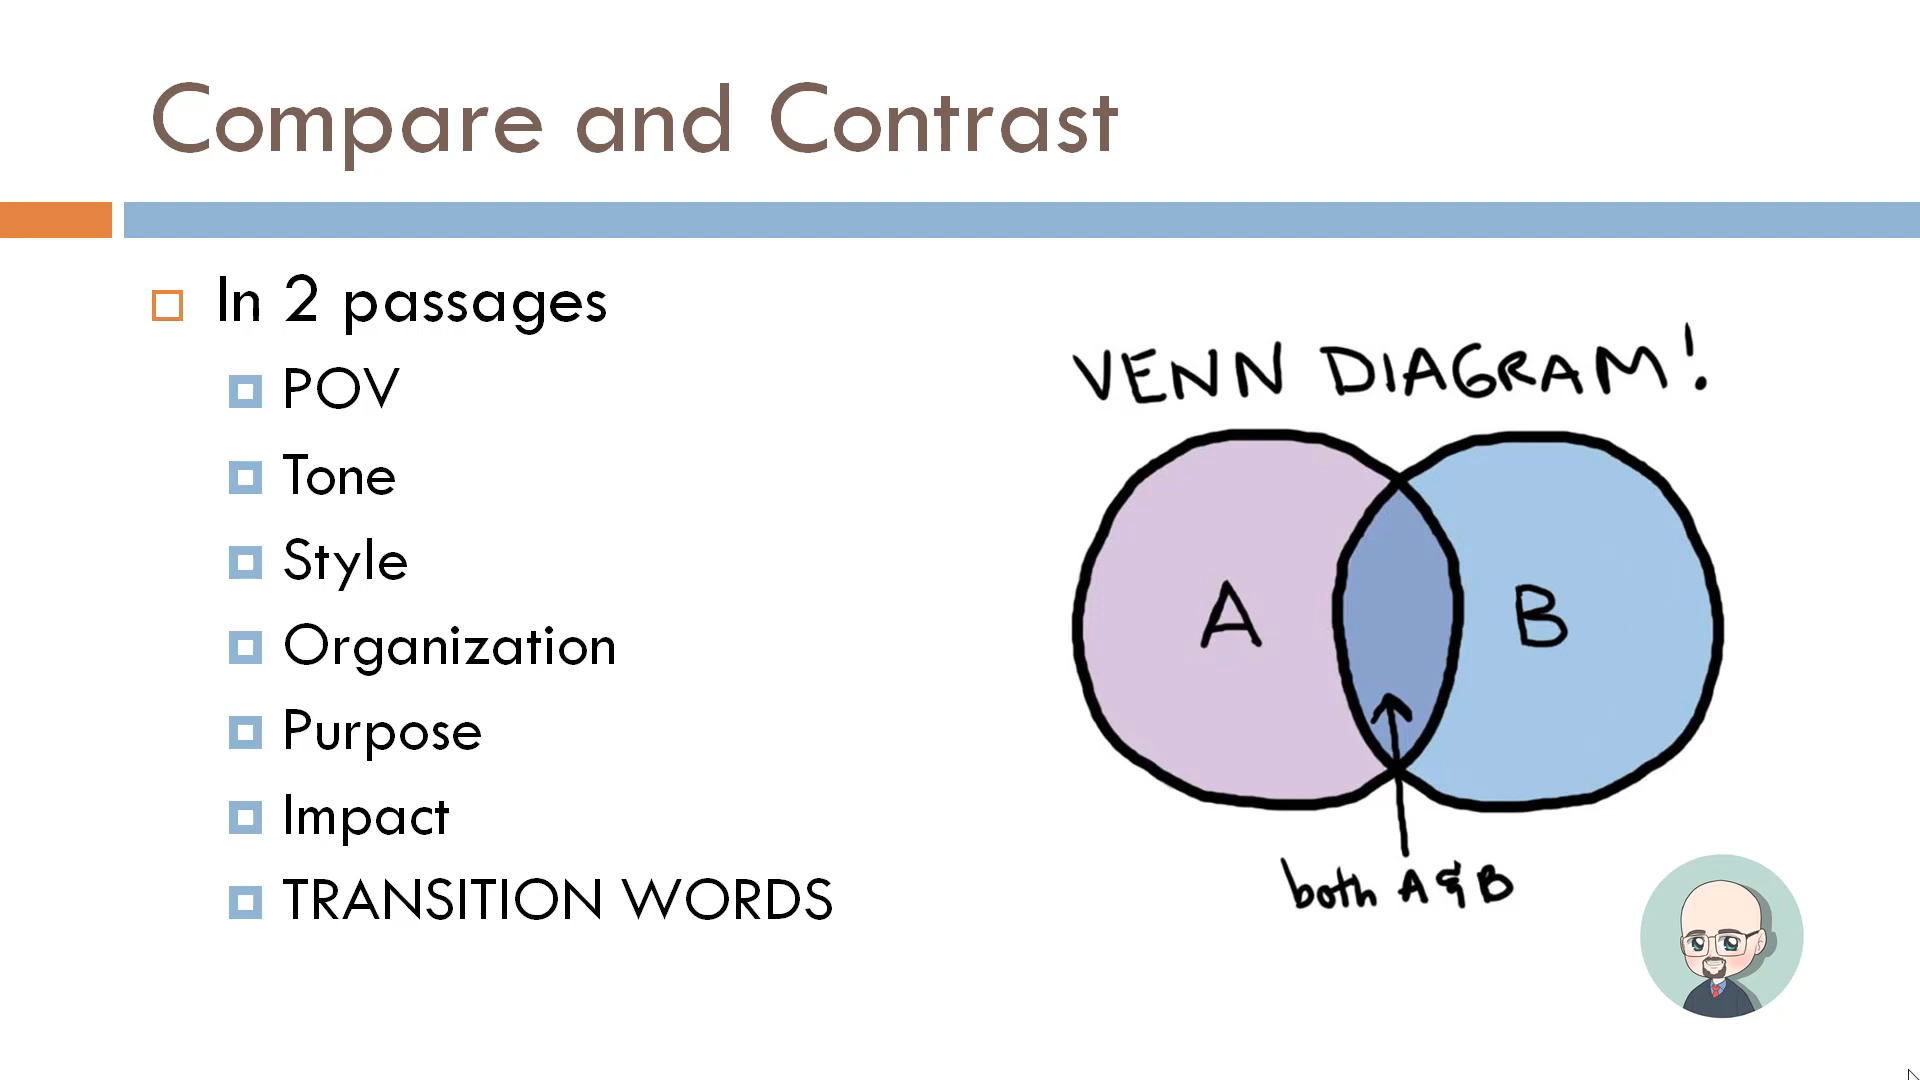 Compare and Contrast
In 2 passages
POV
Tone
Style
Organization
Purpose
Impact
TRANSITION WORDS
VENN DIAGRAM!
A
B
both A & B